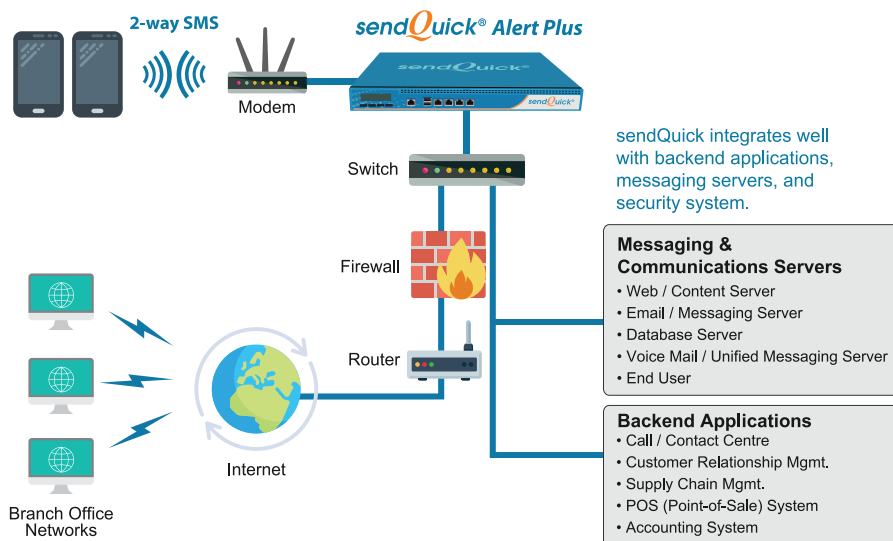 2-way SMS
sendQuick® Alert Plus
sendQuick®
sendQuick®
Modem
Switch
sendQuick integrates well
with backend applications,
messaging servers, and
security system.
Firewall
Messaging &
Communications Servers
• Web / Content Server
• Email / Messaging Server
• Database Server
• Voice Mail / Unified Messaging Server
• End User
Router
Internet
Branch Office
Networks
Backend Applications
• Call / Contact Centre
• Customer Relationship Mgmt.
• Supply Chain Mgmt.
• POS (Point-of-Sale) System
• Accounting System